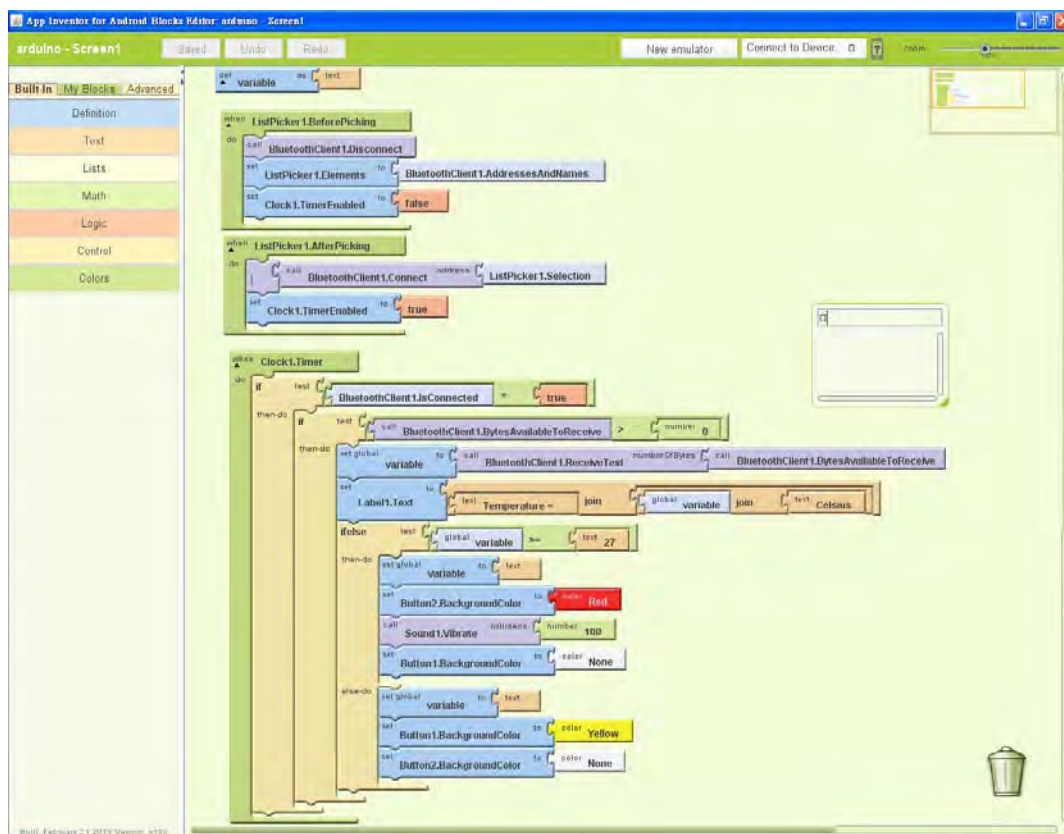 App Inventor for Android Blocks Editor: arduino - Screen1
arduino - Screen1 Saved Undo Redo New emulator Connect to Device ? zoom
Built-In My Blocks Advanced
Definition
Text
Lists
Math
Logic
Control
Colors
def variable as text
when ListPicker1.BeforePicking
do call BluetoothClient1.Disconnect
set ListPicker1.Elements to BluetoothClient1.AddressesAndNames
set Clock1.TimerEnabled to false
when ListPicker1.AfterPicking
do call BluetoothClient1.Connect address ListPicker1.Selection
set Clock1.TimerEnabled to true
when Clock1.Timer
do if test BluetoothClient1.IsConnected = true
then-do if test call BluetoothClient1.BytesAvailableToReceive > number 0
then-do set global variable to call BluetoothClient1.ReceiveText numberOfBytes call BluetoothClient1.BytesAvailableToReceive
set Label1.Text to text Temperature = join global variable join text Celsaus
ifelse test global variable >= text 27
then-do set global variable to text
set Button2.BackgroundColor to color Red
call Sound1.Vibrate millisecs number 100
set Button1.BackgroundColor to color None
else-do set global variable to text
set Button1.BackgroundColor to color Yellow
set Button2.BackgroundColor to color None